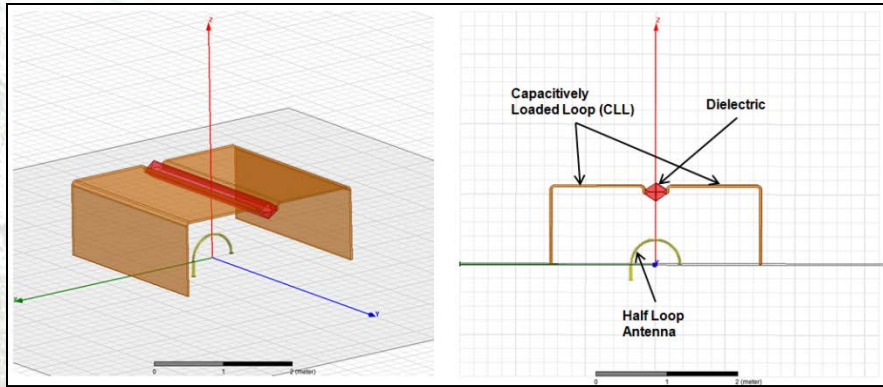 Z
X
Y
0
1
2 (meter)
Z
Capacitively
Loaded Loop (CLL)
Dielectric
Half Loop
Antenna
0
1
2 (meter)